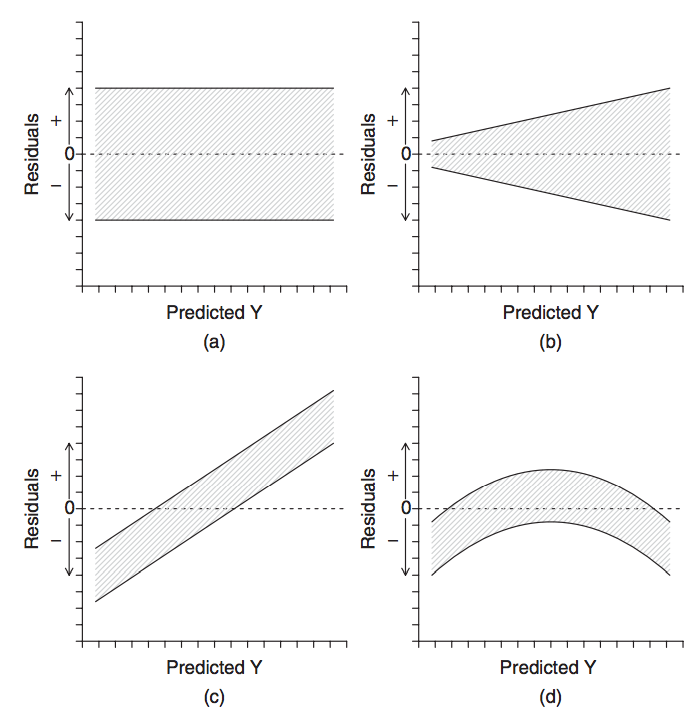 Residuals
+
0
−
Predicted Y
(a)
Residuals
+
0
−
Predicted Y
(b)
Residuals
+
0
−
Predicted Y
(c)
Residuals
+
0
−
Predicted Y
(d)